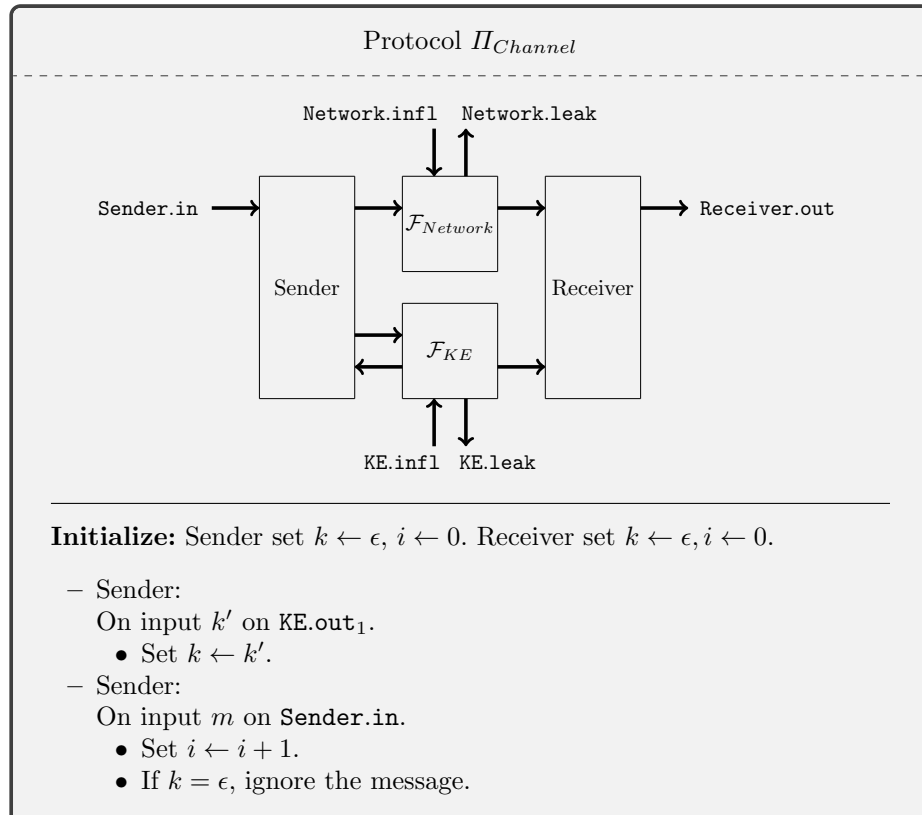 Protocol Π_Channel
Network.infl Network.leak
Sender.in
F_Network
Receiver.out
Sender
Receiver
F_KE
KE.infl KE.leak
Initialize: Sender set k ← ϵ, i ← 0. Receiver set k ← ϵ, i ← 0.
– Sender:
On input k′ on KE.out₁.
• Set k ← k′.
– Sender:
On input m on Sender.in.
• Set i ← i + 1.
• If k = ϵ, ignore the message.